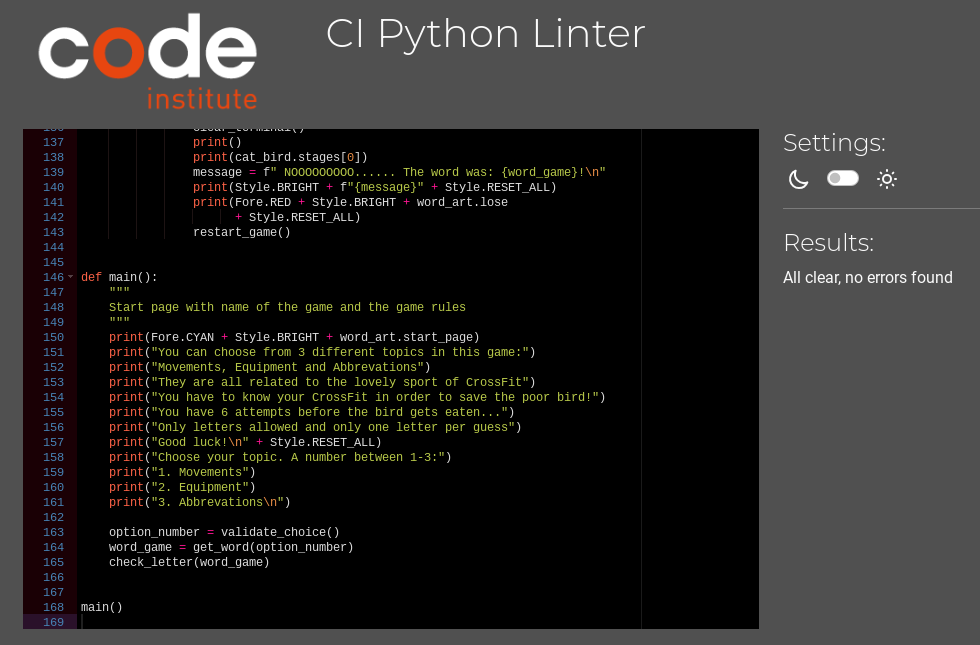 code
institute
CI Python Linter
136 clear_terminal()
137 print()
138 print(cat_bird.stages[0])
139 message = f" NOOOOOOOOO...... The word was: {word_game}!\n"
140 print(Style.BRIGHT + f"{message}" + Style.RESET_ALL)
141 print(Fore.RED + Style.BRIGHT + word_art.lose
142 + Style.RESET_ALL)
143 restart_game()
144
145
146 def main():
147 """
148 Start page with name of the game and the game rules
149 """
150 print(Fore.CYAN + Style.BRIGHT + word_art.start_page)
151 print("You can choose from 3 different topics in this game:")
152 print("Movements, Equipment and Abbrevations")
153 print("They are all related to the lovely sport of CrossFit")
154 print("You have to know your CrossFit in order to save the poor bird!")
155 print("You have 6 attempts before the bird gets eaten...")
156 print("Only letters allowed and only one letter per guess")
157 print("Good luck!\n" + Style.RESET_ALL)
158 print("Choose your topic. A number between 1-3:")
159 print("1. Movements")
160 print("2. Equipment")
161 print("3. Abbrevations\n")
162
163 option_number = validate_choice()
164 word_game = get_word(option_number)
165 check_letter(word_game)
166
167
168 main()
169
Settings:
Results:
All clear, no errors found